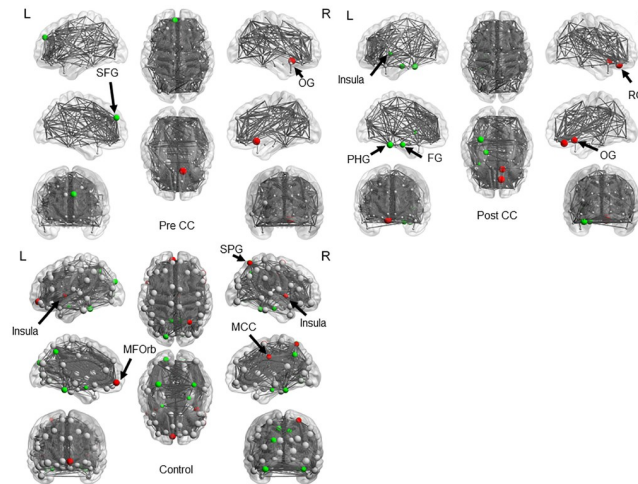 L
R
SFG
OG
Pre CC
L
Insula
PHG
FG
OG
Post CC
L
R
SPG
Insula
Insula
MCC
MFOrb
Control